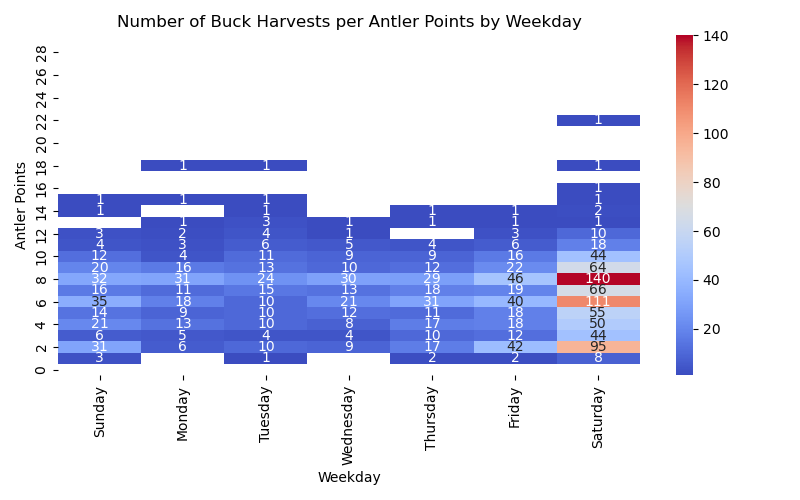 Number of Buck Harvests per Antler Points by Weekday
Antler Points
28
26
24
22 1
20
18 1 1 1
16 1
1 1 1 1
14 1 1 1 1 2
1 3 1 1 1 1
12 3 2 4 1 3 10
4 3 6 5 4 6 18
10 12 4 11 9 9 16 44
20 16 13 10 12 22 64
8 32 31 24 30 29 46 140
16 11 15 13 18 19 66
6 35 18 10 21 31 40 111
14 9 10 12 11 18 55
4 21 13 10 8 17 18 50
6 5 4 4 10 12 44
2 31 6 10 9 17 42 95
3 1 2 2 8
0
Sunday Monday Tuesday Wednesday Thursday Friday Saturday
Weekday
140
120
100
80
60
40
20